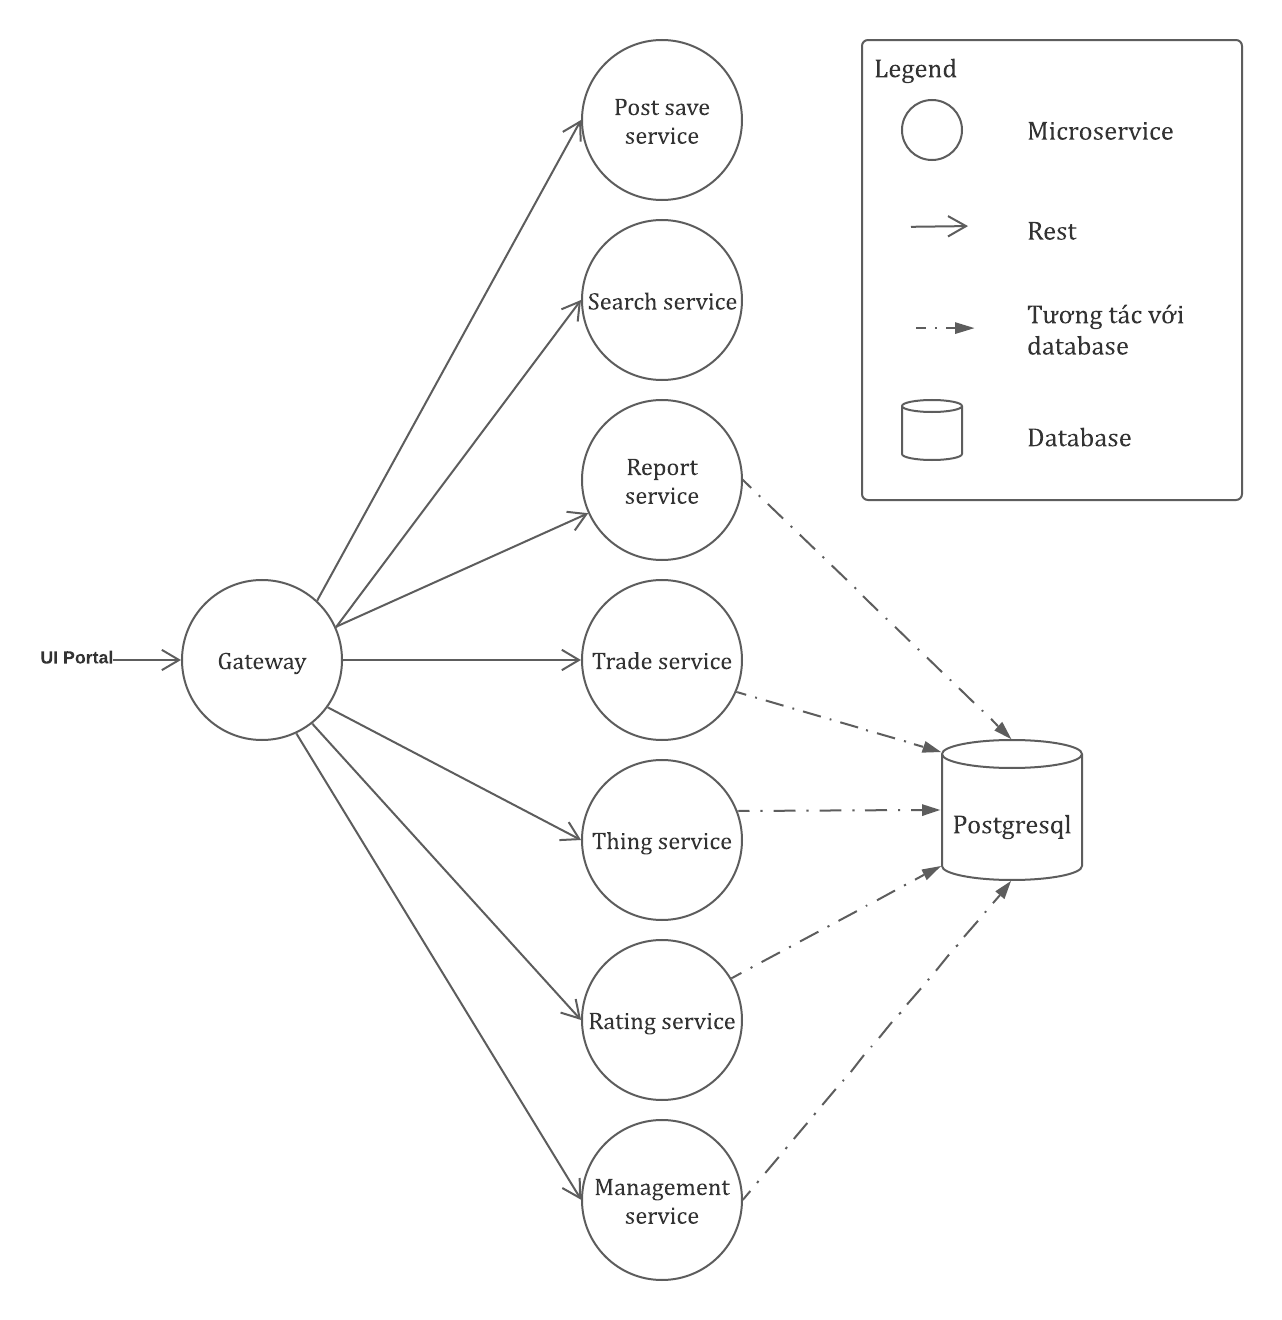 Post save
service
Search service
Report
service
UI Portal
Gateway
Trade service
Thing service
Rating service
Management
service
Postgresql
Legend
Microservice
Rest
Tương tác với
database
Database